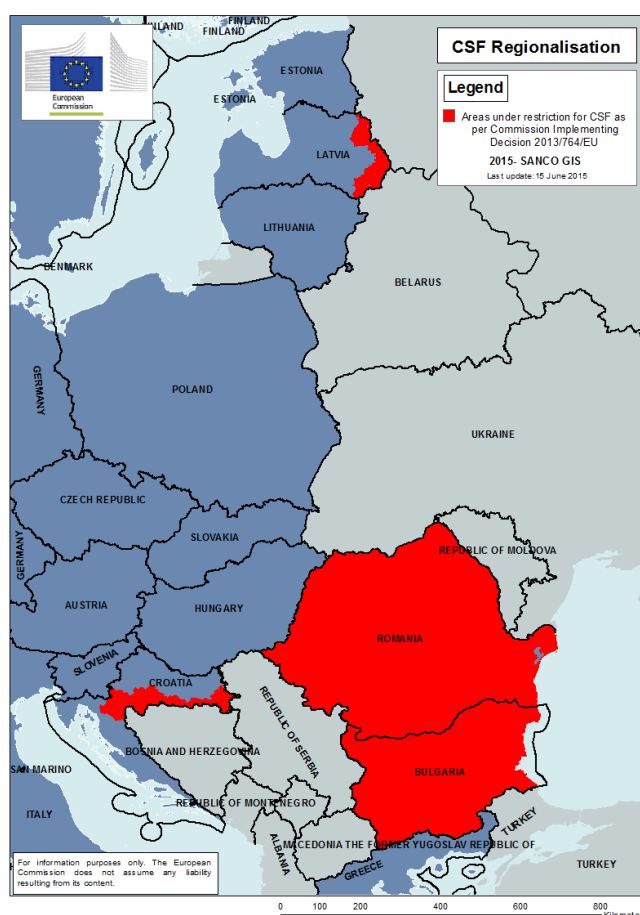 INLAND
FINLAND
FINLAND
CSF Regionalisation
European
Commission
Legend
Areas under restriction for CSF as
per Commission Implementing
Decision 2013/764/EU
2015- SANCO GIS
Last update: 15 June 2015
ESTONIA
ESTONIA
LATVIA
LITHUANIA
DENMARK
BELARUS
GERMANY
POLAND
UKRAINE
CZECH REPUBLIC
SLOVAKIA
GERMANY
REPUBLIC OF MOLDOVA
AUSTRIA
HUNGARY
ROMANIA
SLOVENIA
CROATIA
REPUBLIC OF SERBIA
BOSNIA AND HERZEGOVINA
SAN MARINO
BULGARIA
REPUBLIC OF MONTENEGRO
ITALY
TURKEY
MACEDONIA THE FORMER YUGOSLAV REPUBLIC OF
ALBANIA
GREECE
TURKEY
For information purposes only. The European
Commission does not assume any liability
resulting from its content.
0 100 200 400 600 800